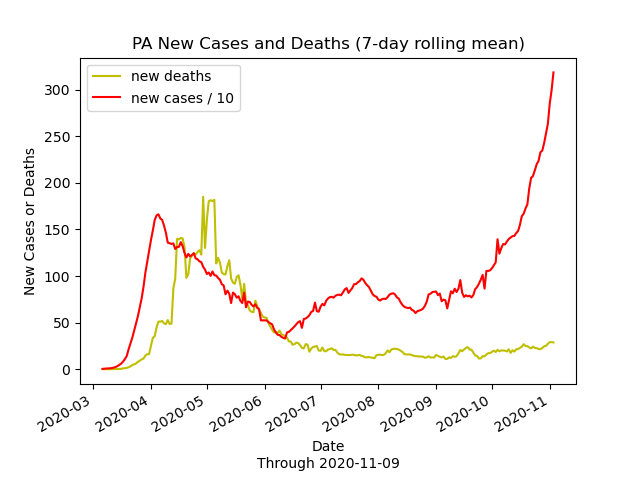 PA New Cases and Deaths (7-day rolling mean)
new deaths
new cases / 10
New Cases or Deaths
300
250
200
150
100
50
0
2020-03
2020-04
2020-05
2020-06
2020-07
2020-08
2020-09
2020-10
2020-11
Date
Through 2020-11-09